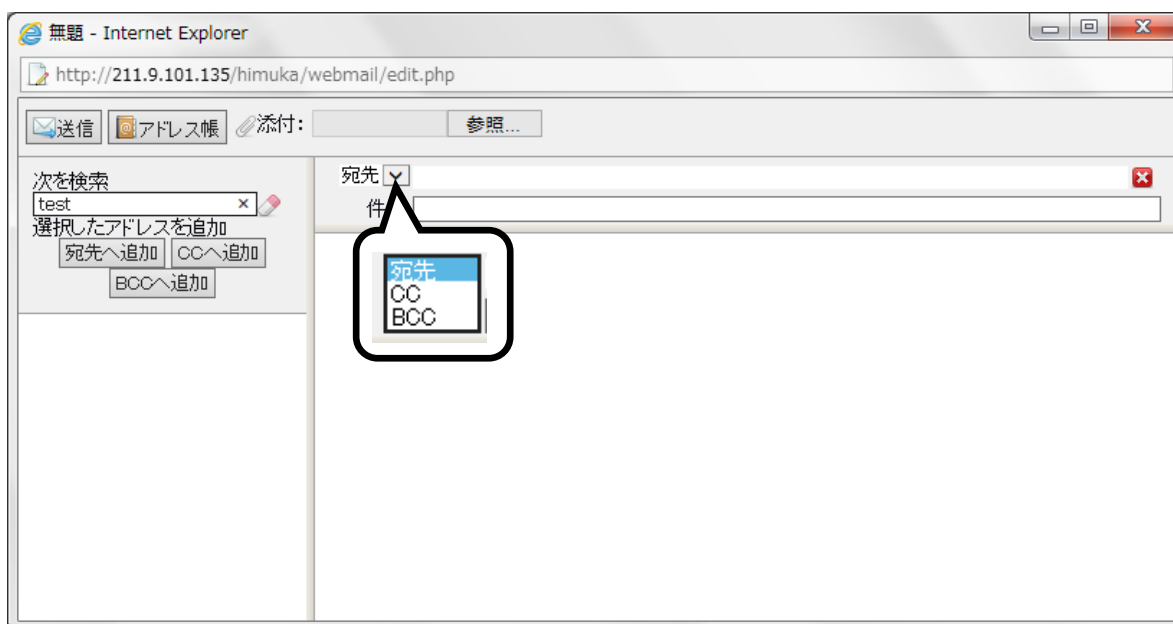 無題 - Internet Explorer
http://211.9.101.135/himuka/webmail/edit.php
送信 アドレス帳 添付: 参照...
次を検索
test
選択したアドレスを追加
宛先へ追加 CCへ追加
BCCへ追加
宛先
件
宛先
CC
BCC